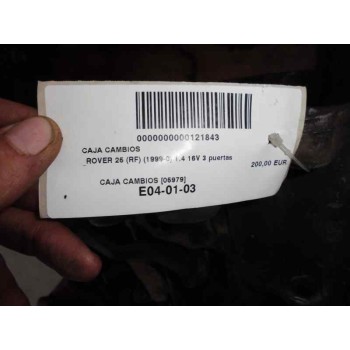 0000000000121843
CAJA CAMBIOS
ROVER 25 (RF) (1999-> 1.4 16V 3 puertas
200,00 EUR
CAJA CAMBIOS [05979]
E04-01-03